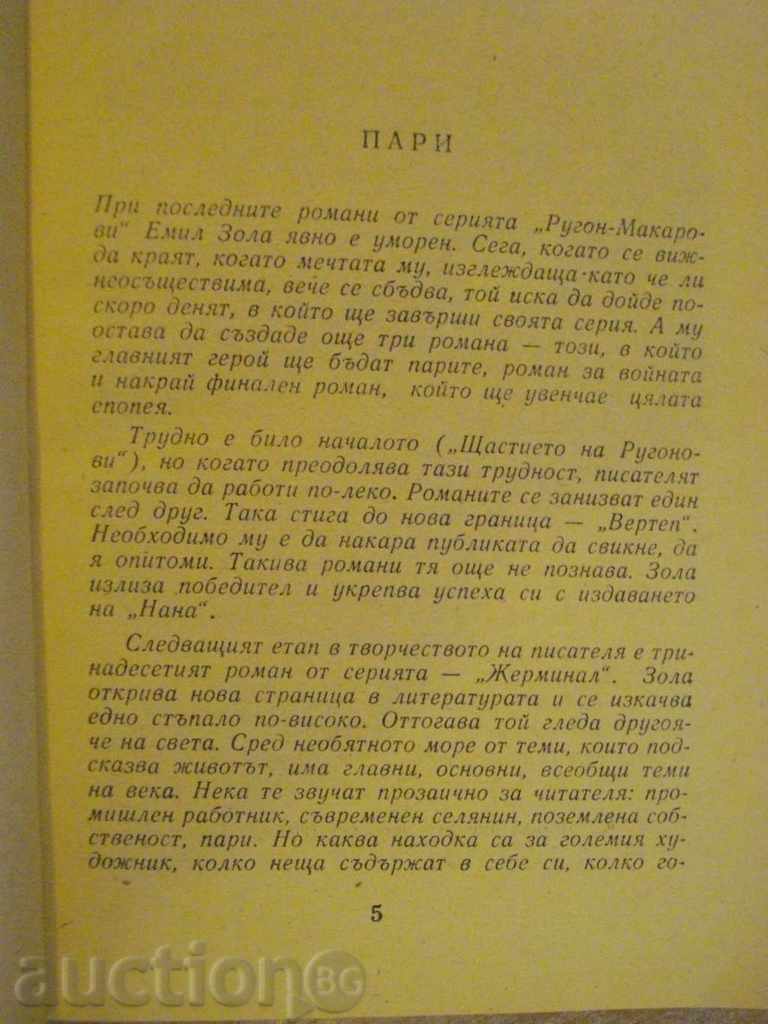 ПАРИ
При последните романи от серията „Ругон-Макаро-
ви“ Емил Зола явно е уморен. Сега, когато се виж-
да краят, когато мечтата му, изглеждаща като че ли
неосъществима, вече се сбъдва, той иска да дойде по-
скоро денят, в който ще завърши своята серия. А му
остава да създаде още три романа — този, в който
главният герой ще бъдат парите, роман за войната
и накрай финален роман, който ще увенчае цялата
епопея.
Трудно е било началото („Щастието на Ругоно-
ви“), но когато преодолява тази трудност, писателят
започва да работи по-леко. Романите се занизват един
след друг. Така стига до нова граница — „Вертеп“.
Необходимо му е да накара публиката да свикне, да
я опитоми. Такива романи тя още не познава. Зола
излиза победител и укрепва успеха си с издаването
на „Нана“.
Следващият етап в творчеството на писателя е три-
надесетият роман от серията — „Жерминал“. Зола
открива нова страница в литературата и се изкачва
едно стъпало по-високо. Оттогава той гледа другоя-
че на света. Сред необятното море от теми, които под-
сказва животът, има главни, основни, всеобщи теми
на века. Нека те звучат прозаично за читателя: про-
мишлен работник, съвременен селянин, поземлена соб-
ственост, пари. Но каква находка са за големия ху-
дожник, колко неща съдържат в себе си, колко го-
5
auction BG